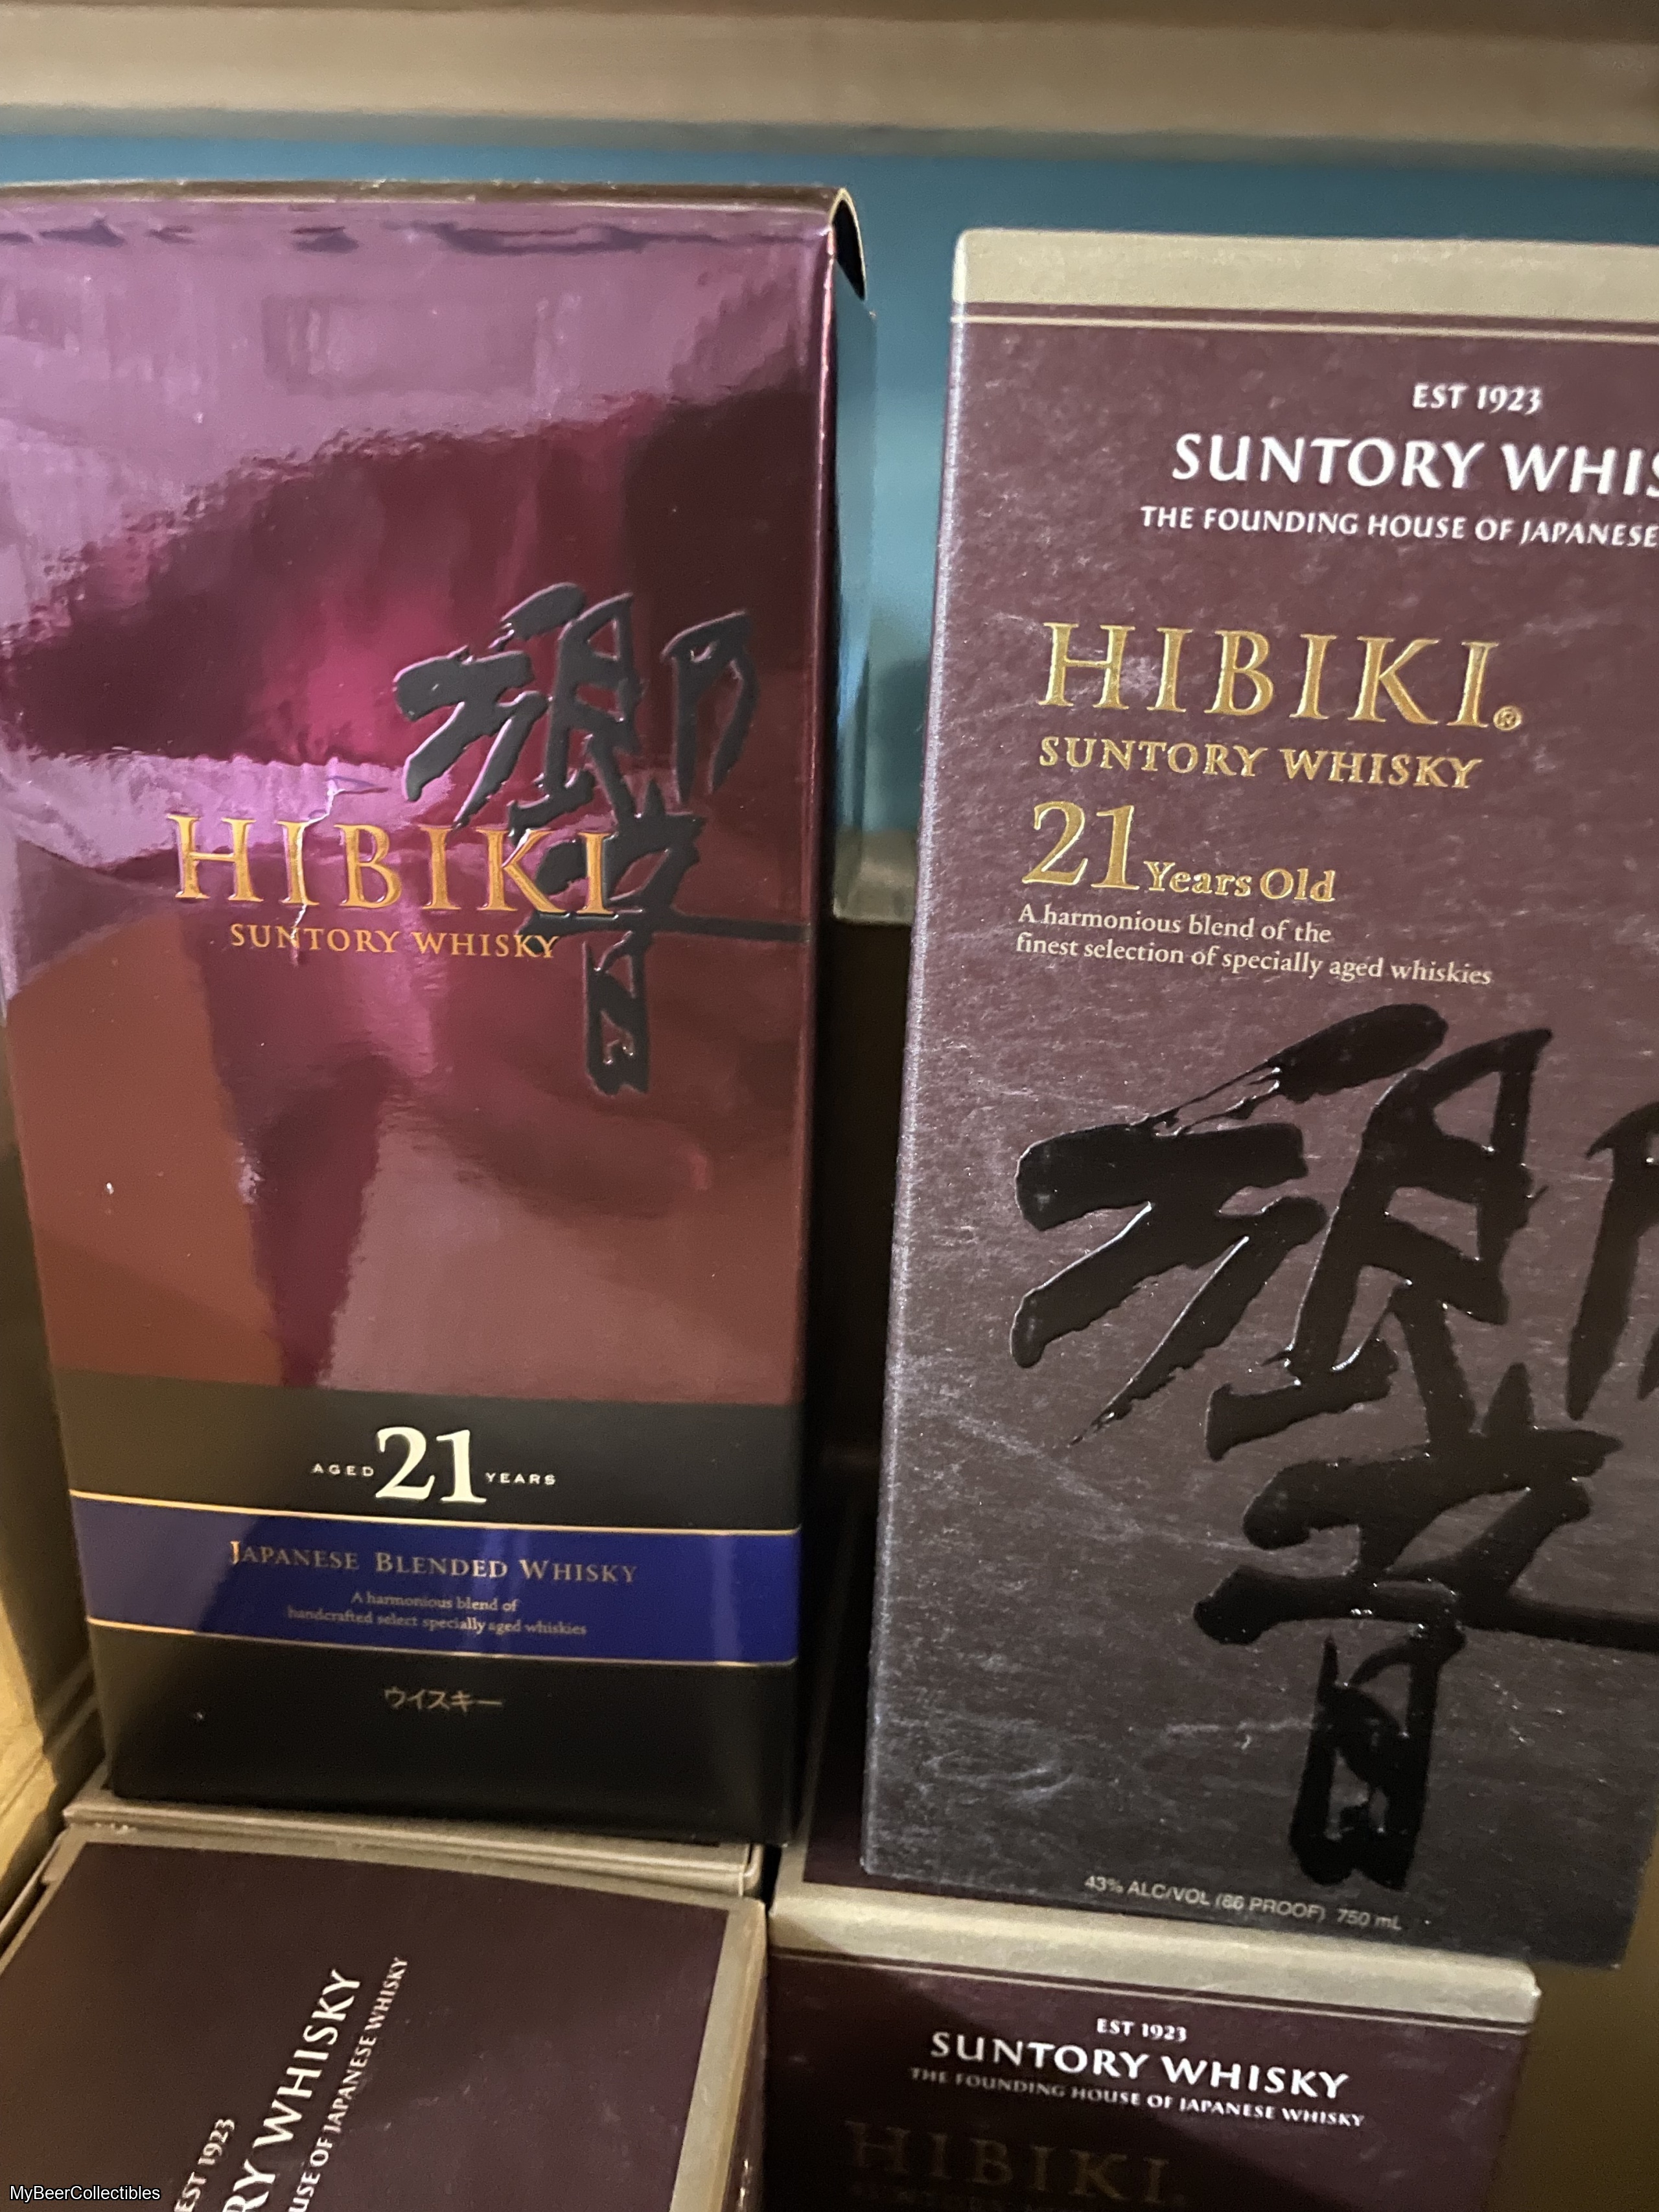 響
HIBIKI
SUNTORY WHISKY
AGED 21 YEARS
JAPANESE BLENDED WHISKY
A harmonious blend of
handcrafted select specially aged whiskies
ウイスキー
EST 1923
SUNTORY WHIS
THE FOUNDING HOUSE OF JAPANESE
HIBIKI®
SUNTORY WHISKY
21 Years Old
A harmonious blend of the
finest selection of specially aged whiskies
響
43% ALC/VOL (86 PROOF) 750 mL
EST 1923
RY WHISKY
USE OF JAPANESE WHISKY
EST 1923
SUNTORY WHISKY
THE FOUNDING HOUSE OF JAPANESE WHISKY
HIBIKI
MyBeerCollectibles